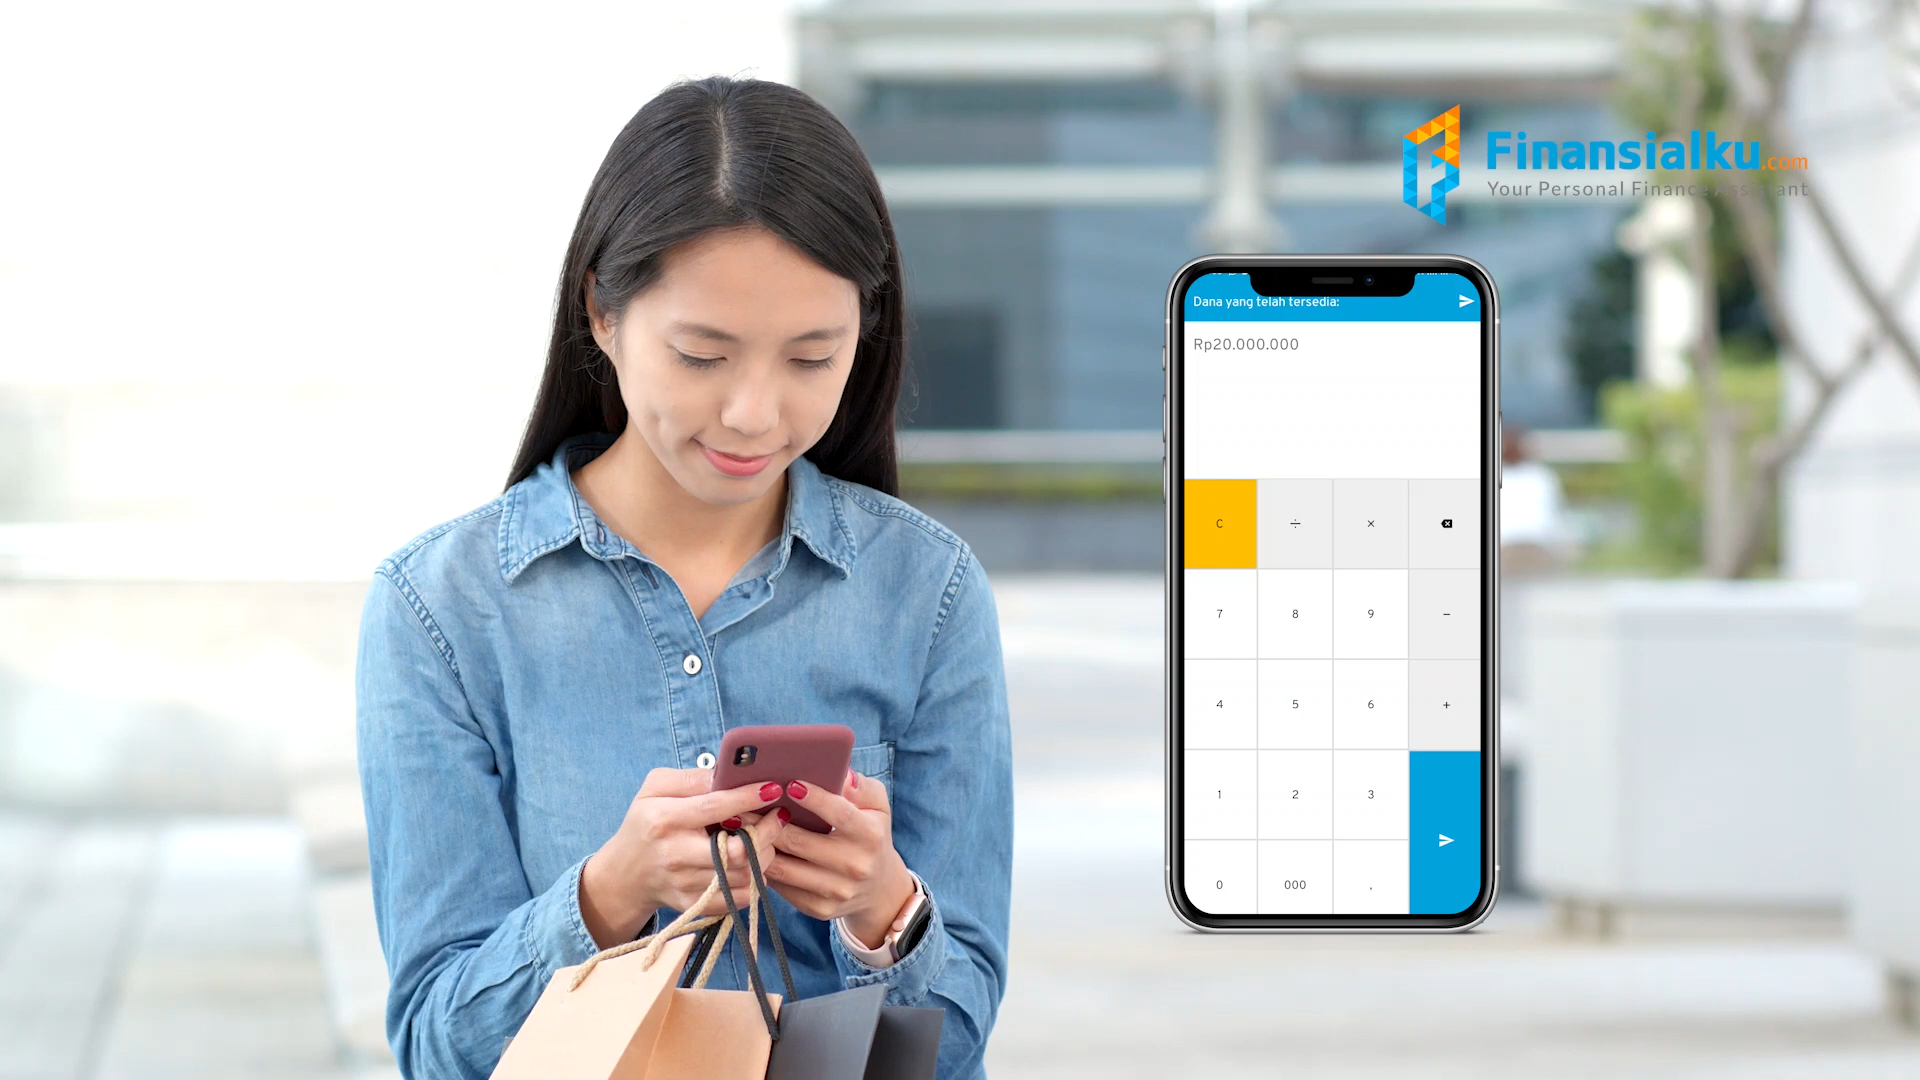 Finansialku.com
Your Personal Finance Assistant
Dana yang telah tersedia:
Rp20.000.000
C ÷ ×
7 8 9 −
4 5 6 +
1 2 3
0 000 ,